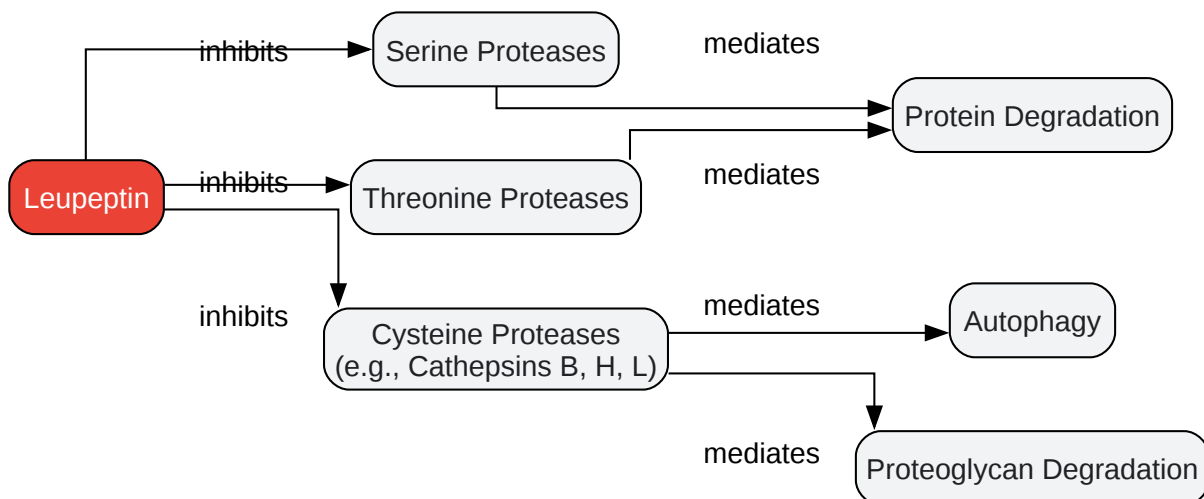 inhibits
Serine Proteases
mediates
Protein Degradation
Leupeptin
inhibits
Threonine Proteases
mediates
inhibits
Cysteine Proteases
(e.g., Cathepsins B, H, L)
mediates
Autophagy
mediates
Proteoglycan Degradation